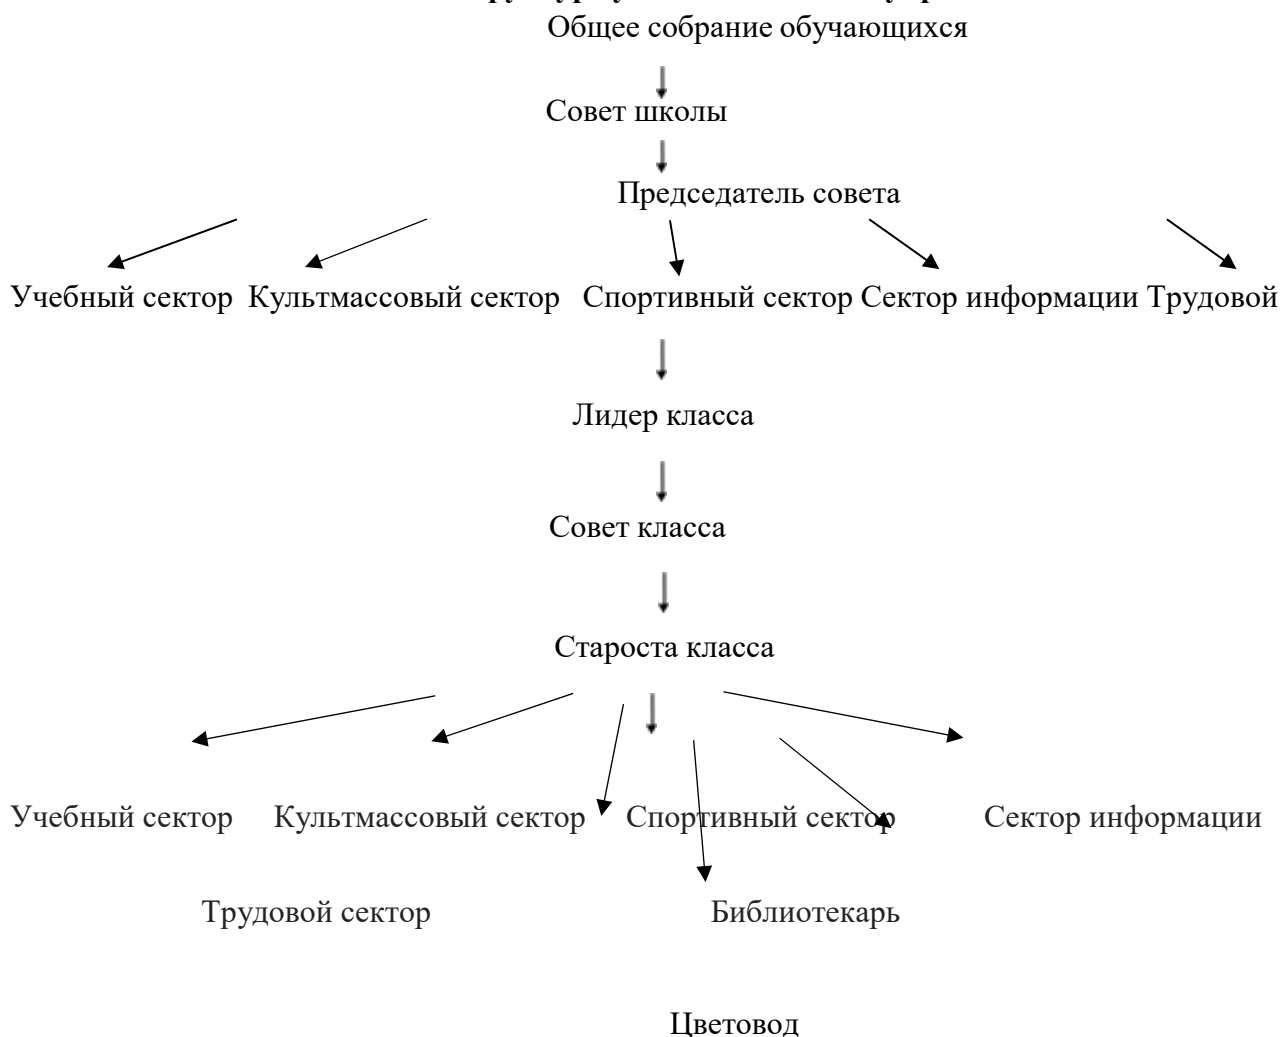 Общее собрание обучающихся
Совет школы
Председатель совета
Учебный сектор Культмассовый сектор Спортивный сектор Сектор информации Трудовой
Лидер класса
Совет класса
Староста класса
Учебный сектор Культмассовый сектор Спортивный сектор Сектор информации
Трудовой сектор Библиотекарь
Цветовод